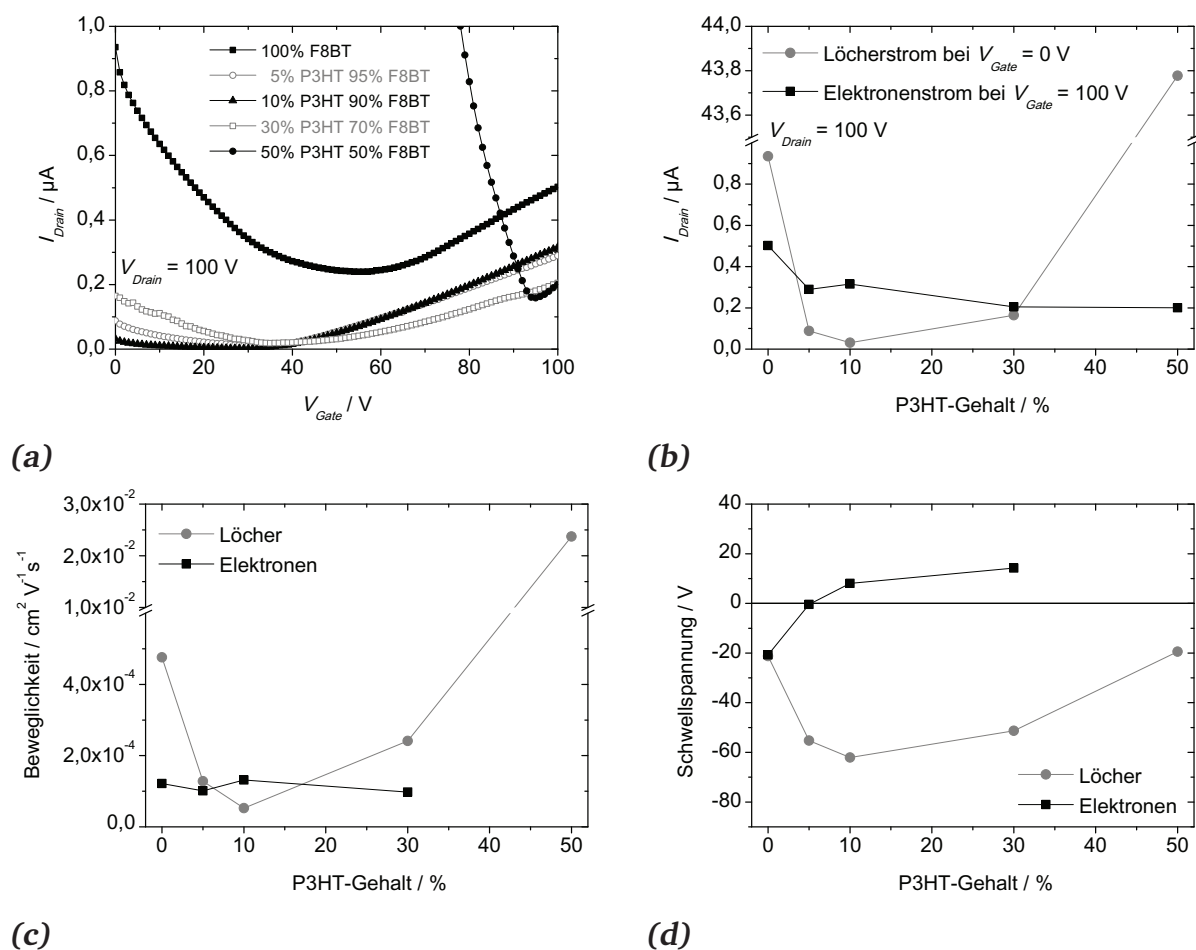 1,0
0,8
0,6
0,4
0,2
0,0
I_Drain / µA
100% F8BT
5% P3HT 95% F8BT
10% P3HT 90% F8BT
30% P3HT 70% F8BT
50% P3HT 50% F8BT
V_Drain = 100 V
0 20 40 60 80 100
V_Gate / V
(a)
44,0
43,8
43,6
0,8
0,6
0,4
0,2
0,0
I_Drain / µA
Löcherstrom bei V_Gate = 0 V
Elektronenstrom bei V_Gate = 100 V
V_Drain = 100 V
0 10 20 30 40 50
P3HT-Gehalt / %
(b)
3,0x10⁻²
2,0x10⁻²
1,0x10⁻²
4,0x10⁻⁴
2,0x10⁻⁴
0,0
Beweglichkeit / cm² V⁻¹s⁻¹
Löcher
Elektronen
0 10 20 30 40 50
P3HT-Gehalt / %
(c)
40
20
0
-20
-40
-60
-80
Schwellspannung / V
Löcher
Elektronen
0 10 20 30 40 50
P3HT-Gehalt / %
(d)